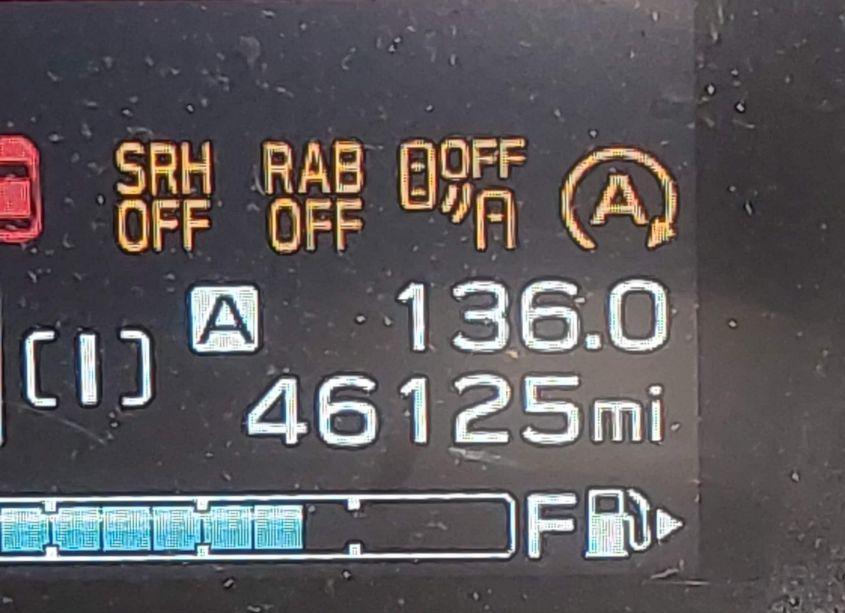 SRH RAB OFF
OFF OFF
A
A 136.0
[I]
46125mi
F